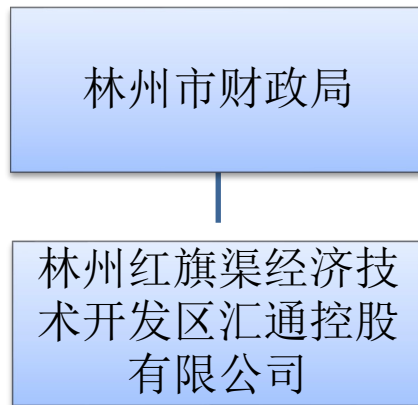 林州市财政局
林州红旗渠经济技
术开发区汇通控股
有限公司